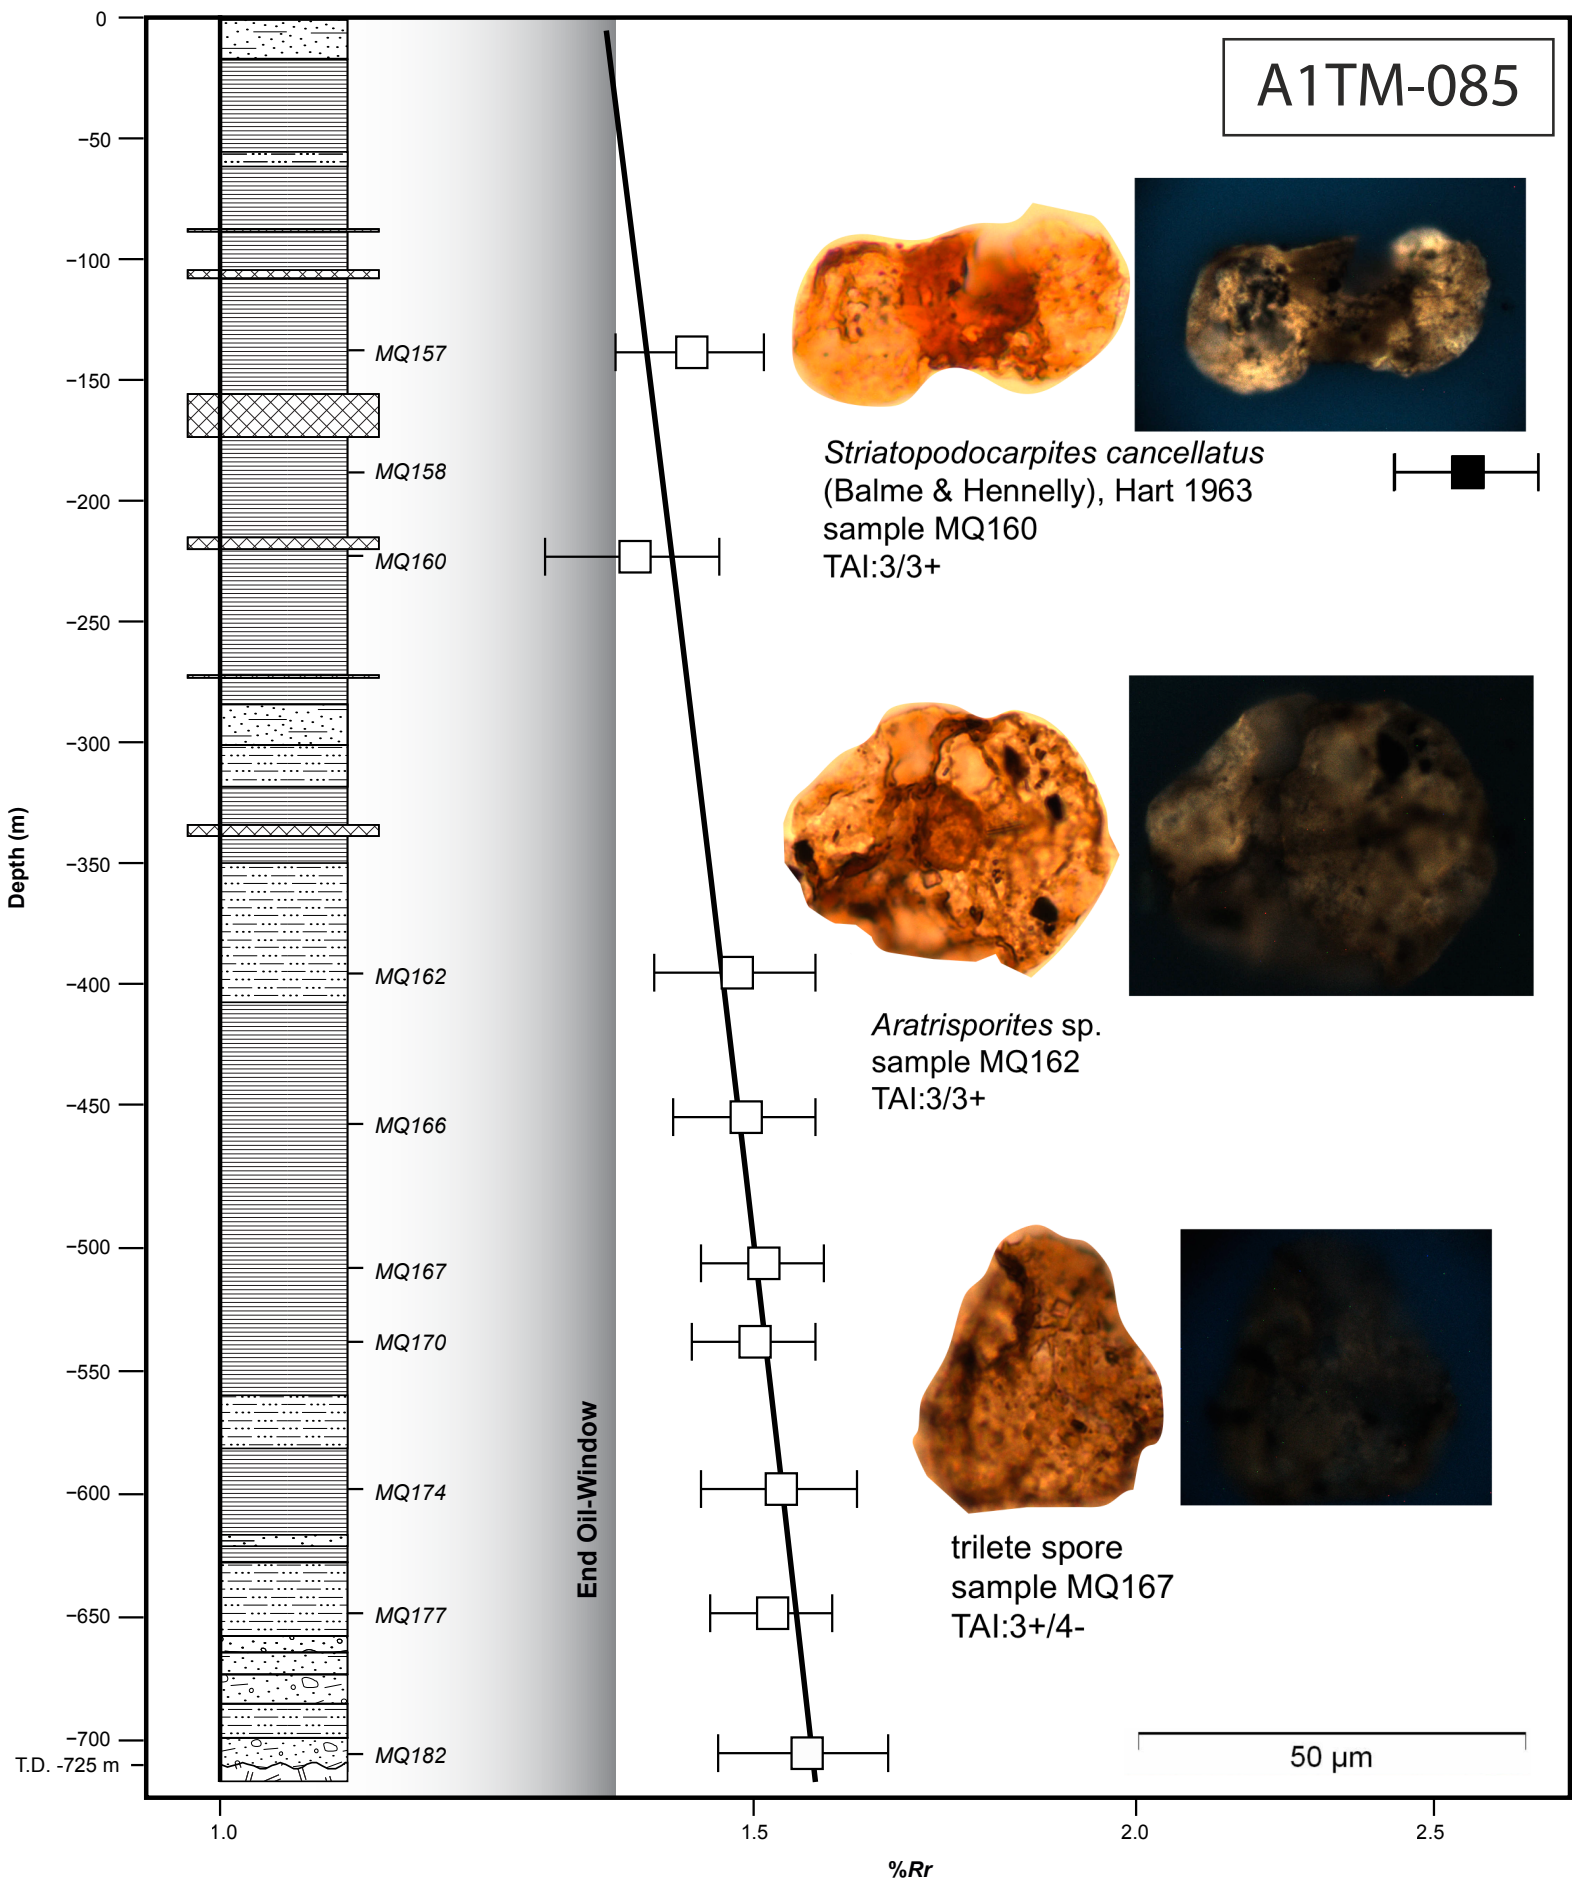 A1TM-085
0
−50
−100
−150
−200
−250
−300
−350
−400
−450
−500
−550
−600
−650
−700
T.D. -725 m
Depth (m)
MQ157
MQ158
MQ160
MQ162
MQ166
MQ167
MQ170
MQ174
MQ177
MQ182
End Oil-Window
Striatopodocarpites cancellatus
(Balme & Hennelly), Hart 1963
sample MQ160
TAI:3/3+
Aratrisporites sp.
sample MQ162
TAI:3/3+
trilete spore
sample MQ167
TAI:3+/4-
50 µm
1.0
1.5
2.0
2.5
%Rr